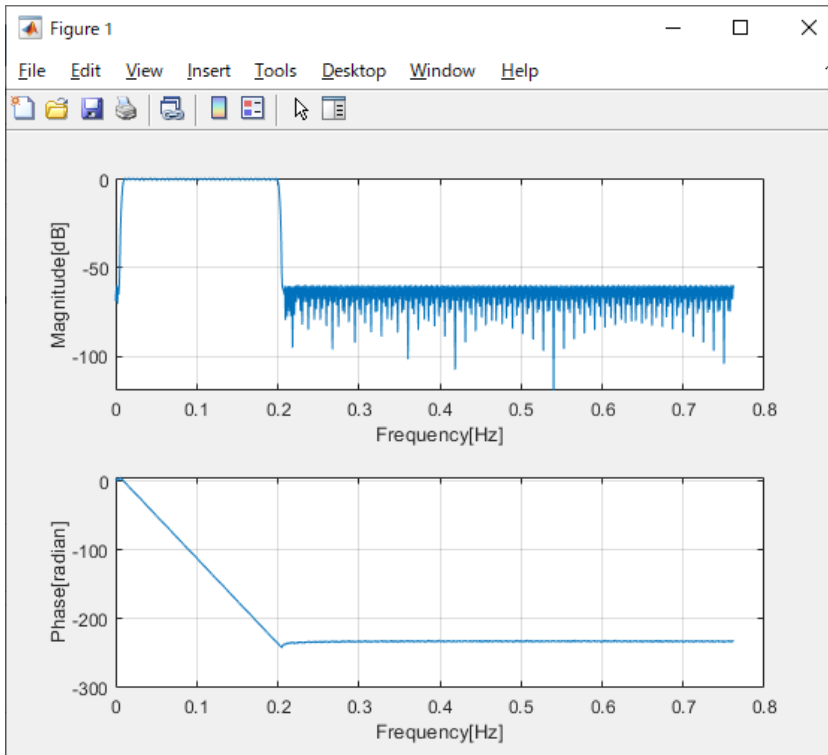 Figure 1
File Edit View Insert Tools Desktop Window Help
0
-50
-100
Magnitude[dB]
0 0.1 0.2 0.3 0.4 0.5 0.6 0.7 0.8
Frequency[Hz]
0
-100
-200
-300
Phase[radian]
0 0.1 0.2 0.3 0.4 0.5 0.6 0.7 0.8
Frequency[Hz]